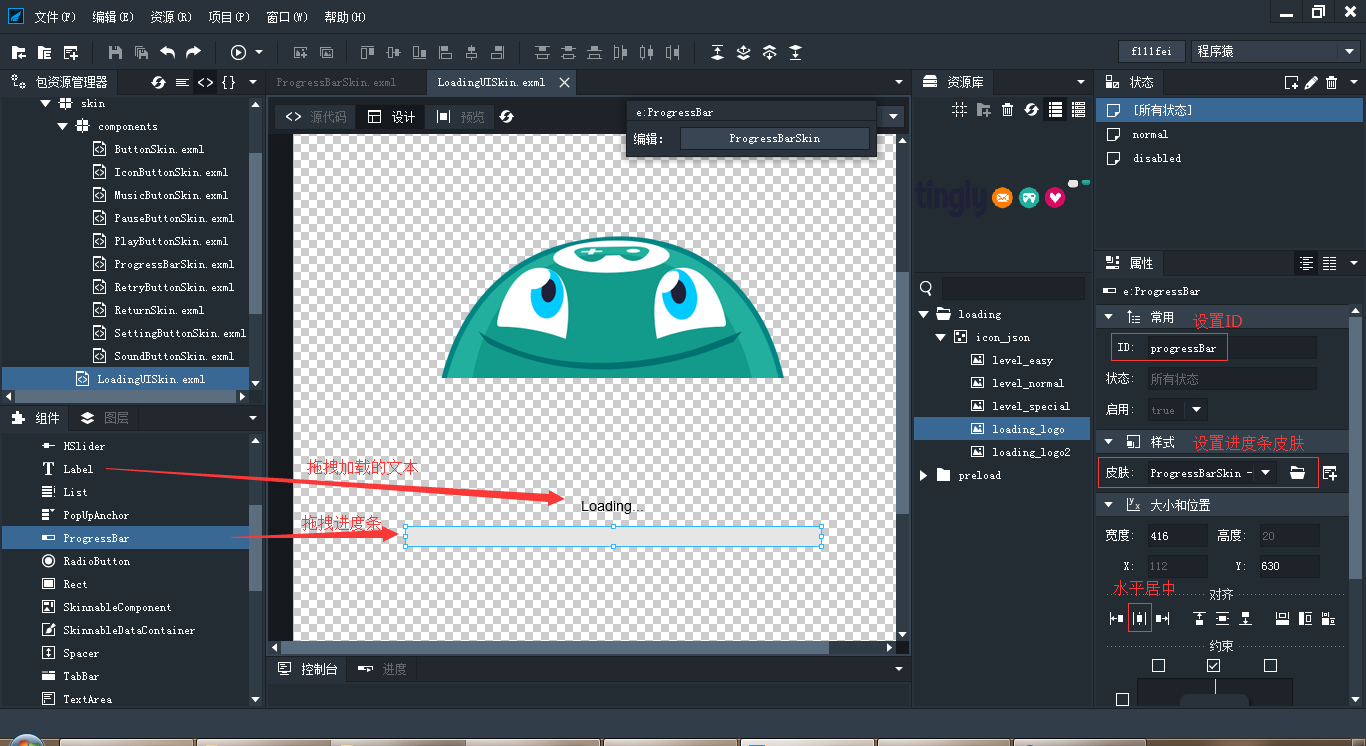 文件(F) 编辑(E) 资源(R) 项目(P) 窗口(W) 帮助(H)
f111fei 程序猿
包资源管理器
skin
components
ButtonSkin.exml
IconButtonSkin.exml
MusicButonSkin.exml
PauseButtonSkin.exml
PlayButtonSkin.exml
ProgressBarSkin.exml
RetryButtonSkin.exml
ReturnSkin.exml
SettingButtonSkin.exml
SoundButtonSkin.exml
LoadingUISkin.exml
组件 图层
HSlider
Label
List
PopUpAnchor
ProgressBar
RadioButton
Rect
SkinnableComponent
SkinnableDataContainer
Spacer
TabBar
TextArea
ProgressBarSkin.exml LoadingUISkin.exml
源代码 设计 预览
e:ProgressBar
编辑: ProgressBarSkin
拖拽加载的文本
Loading...
拖拽进度条
控制台 进度
资源库
tingly
loading
icon_json
level_easy
level_normal
level_special
loading_logo
loading_logo2
preload
状态
[所有状态]
normal
disabled
属性
e:ProgressBar
常用 设置ID
ID: progressBar
状态: 所有状态
启用: true
样式 设置进度条皮肤
皮肤: ProgressBarSkin -
大小和位置
宽度: 416 高度: 20
X: 112 Y: 630
水平居中
对齐
约束